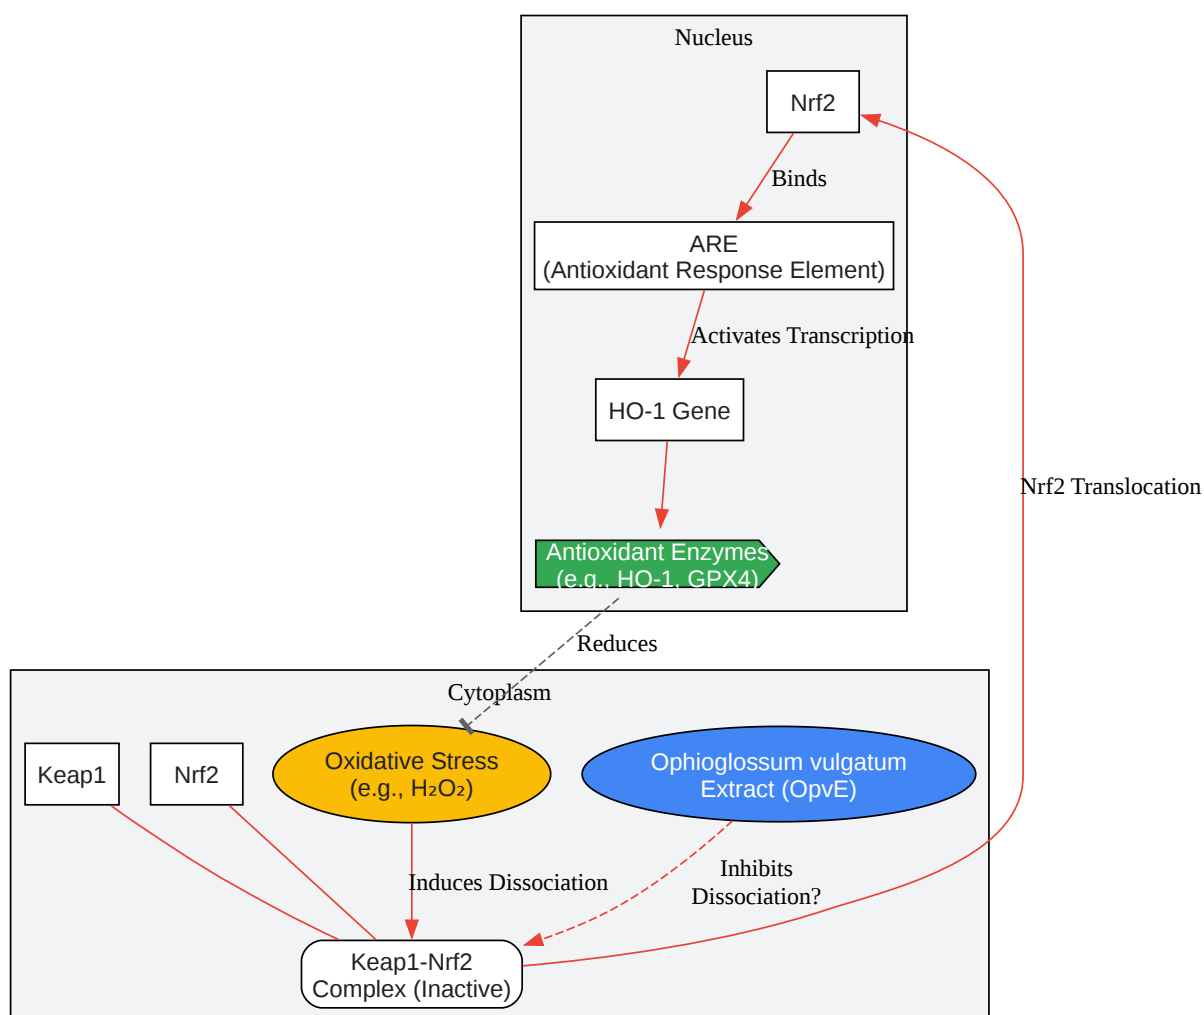 Nucleus
Nrf2
Binds
ARE
(Antioxidant Response Element)
Activates Transcription
HO-1 Gene
Nrf2 Translocation
Antioxidant Enzymes
(e.g., HO-1, GPX4)
Reduces
Cytoplasm
Keap1
Nrf2
Oxidative Stress
(e.g., H₂O₂)
Ophioglossum vulgatum
Extract (OpvE)
Induces Dissociation
Inhibits
Dissociation?
Keap1-Nrf2
Complex (Inactive)